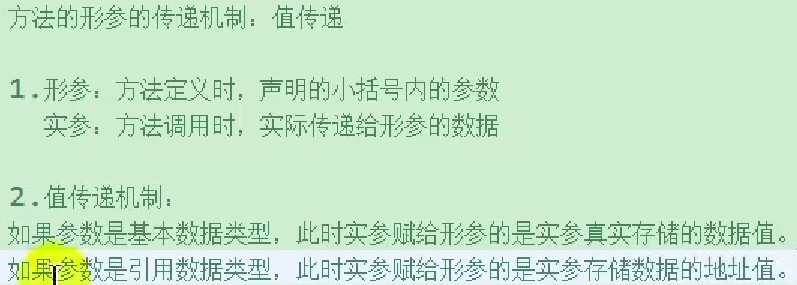 方法的形参的传递机制：值传递
1.形参：方法定义时，声明的小括号内的参数
实参：方法调用时，实际传递给形参的数据
2.值传递机制：
如果参数是基本数据类型，此时实参赋给形参的是实参真实存储的数据值。
如果参数是引用数据类型，此时实参赋给形参的是实参存储数据的地址值。